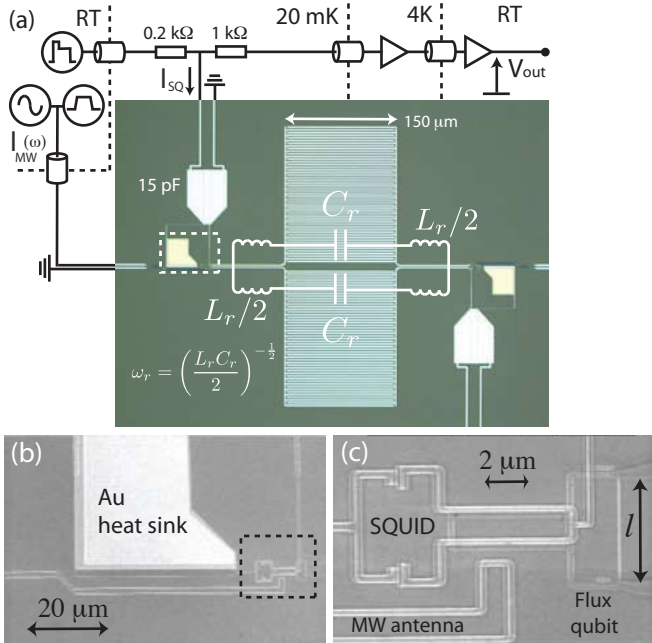 (a)
RT
0.2 kΩ
1 kΩ
20 mK
4K
RT
I_SQ
V_out
I_MW(ω)
150 μm
15 pF
C_r
L_r/2
L_r/2
C_r
ω_r = (L_r C_r / 2)^{-1/2}
(b)
Au
heat sink
20 μm
(c)
2 μm
SQUID
l
MW antenna
Flux
qubit